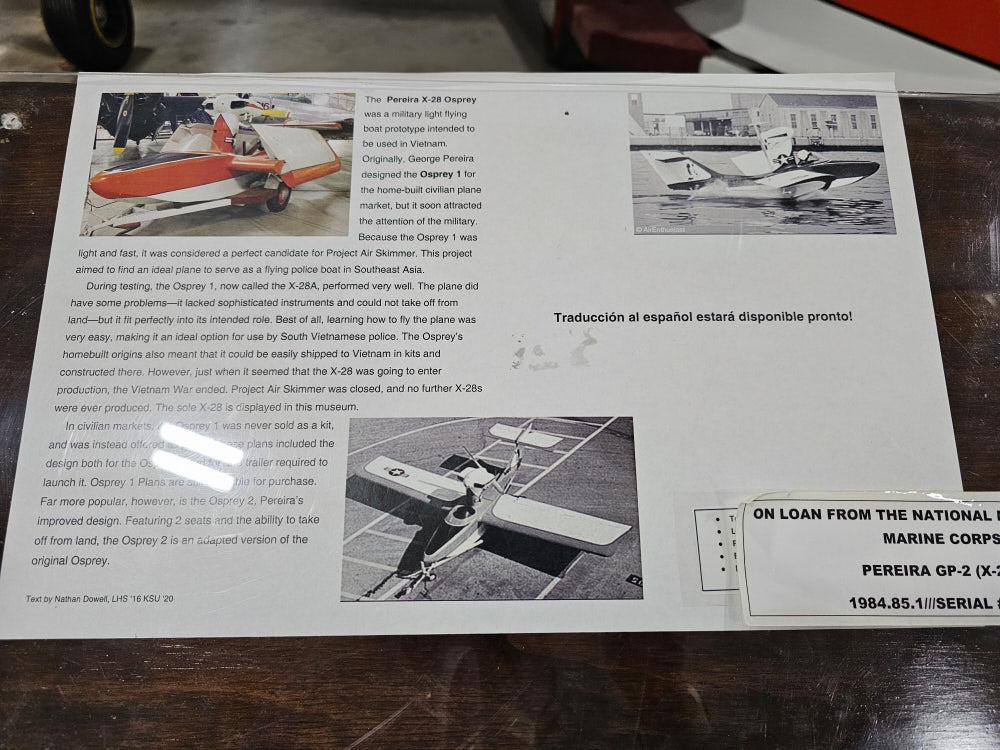 The Pereira X-28 Osprey
was a military light flying
boat prototype intended to
be used in Vietnam.
Originally, George Pereira
designed the Osprey 1 for
the home-built civilian plane
market, but it soon attracted
the attention of the military.
Because the Osprey 1 was
light and fast, it was considered a perfect candidate for Project Air Skimmer. This project
aimed to find an ideal plane to serve as a flying police boat in Southeast Asia.
During testing, the Osprey 1, now called the X-28A, performed very well. The plane did
have some problems—it lacked sophisticated instruments and could not take off from
land—but it fit perfectly into its intended role. Best of all, learning how to fly the plane was
very easy, making it an ideal option for use by South Vietnamese police. The Osprey's
homebuilt origins also meant that it could be easily shipped to Vietnam in kits and
constructed there. However, just when it seemed that the X-28 was going to enter
production, the Vietnam War ended. Project Air Skimmer was closed, and no further X-28s
were ever produced. The sole X-28 is displayed in this museum.
In civilian markets, Osprey 1 was never sold as a kit,
and was instead offered plans included the
design both for the trailer required to
launch it. Osprey 1 Plans are for purchase.
Far more popular, however, is the Osprey 2, Pereira's
improved design. Featuring 2 seats and the ability to take
off from land, the Osprey 2 is an adapted version of the
original Osprey.
Text by Nathan Dowell, LHS '16 KSU '20
© AirEnthusiast
Traducción al español estará disponible pronto!
ON LOAN FROM THE NATIONAL
MARINE CORPS
PEREIRA GP-2 (X-2
1984.85.1///SERIAL